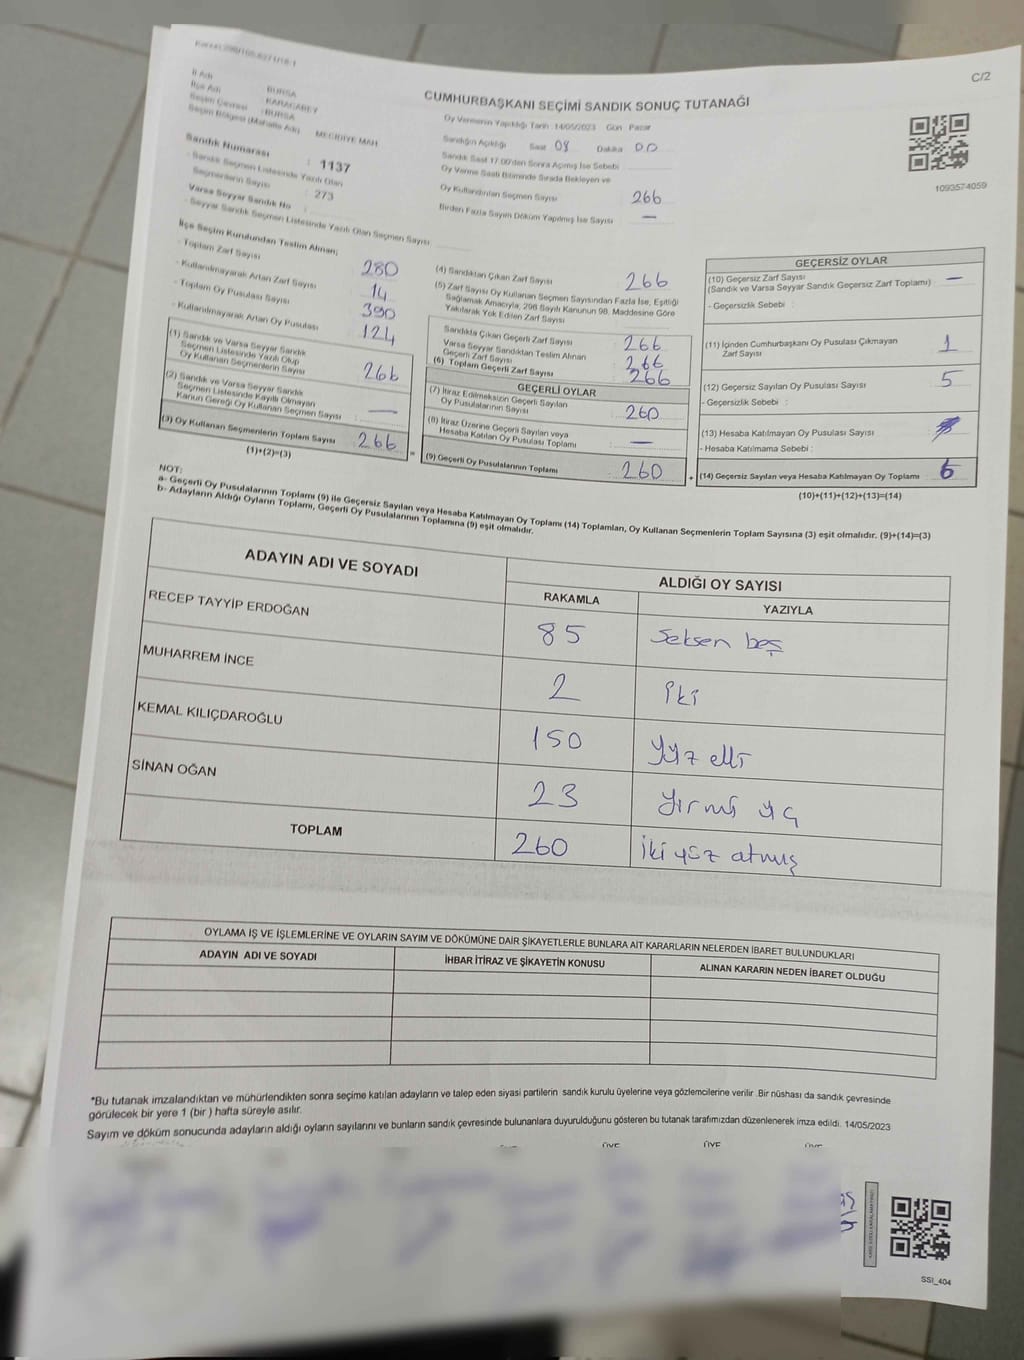 C/2
İl Adı : BURSA
İlçe Adı : KARACABEY
Seçim Çevresi : BURSA
Seçim Bölgesi (Mahalle Adı) : MECİDİYE MAH.
Sandık Numarası : 1137
- Sandık Seçmen Listesinde Yazılı Olan Seçmenlerin Sayısı : 273
Varsa Seyyar Sandık No :
- Seyyar Sandık Seçmen Listesinde Yazılı Olan Seçmen Sayısı :
CUMHURBAŞKANI SEÇİMİ SANDIK SONUÇ TUTANAĞI
Oy Vermenin Yapıldığı Tarih : 14/05/2023 Gün : Pazar
Sandığın Açıldığı Saat 08 Dakika 00
Sandık Saat 17:00'den Sonra Açılmış İse Sebebi
Oy Verme Saati Bitiminde Sırada Bekleyen ve
Oy Kullandırılan Seçmen Sayısı 266
Birden Fazla Sayım Döküm Yapılmış İse Sayısı —
1093574059
İlçe Seçim Kurulundan Teslim Alınan;
- Toplam Zarf Sayısı : 280
- Kullanılmayarak Artan Zarf Sayısı : 14
- Toplam Oy Pusulası Sayısı : 390
- Kullanılmayarak Artan Oy Pusulası : 124
(1) Sandık ve Varsa Seyyar Sandık
Seçmen Listesinde Yazılı Olup
Oy Kullanan Seçmenlerin Sayısı : 266
(2) Sandık ve Varsa Seyyar Sandık
Seçmen Listesinde Kayıtlı Olmayan
Kanun Gereği Oy Kullanan Seçmen Sayısı : —
(3) Oy Kullanan Seçmenlerin Toplam Sayısı : 266
(1)+(2)=(3)
(4) Sandıktan Çıkan Zarf Sayısı : 266
(5) Zarf Sayısı Oy Kullanan Seçmen Sayısından Fazla İse, Eşitliği
Sağlamak Amacıyla, 298 Sayılı Kanunun 98. Maddesine Göre
Yakılarak Yok Edilen Zarf Sayısı :
Sandıkta Çıkan Geçerli Zarf Sayısı : 266
Varsa Seyyar Sandıktan Teslim Alınan
Geçerli Zarf Sayısı : 266
(6) Toplam Geçerli Zarf Sayısı : 266
GEÇERLİ OYLAR
(7) İtiraz Edilmeksizin Geçerli Sayılan
Oy Pusulalarının Sayısı : 260
(8) İtiraz Üzerine Geçerli Sayılan veya
Hesaba Katılan Oy Pusulası Toplamı : —
= (9) Geçerli Oy Pusulalarının Toplamı : 260
GEÇERSİZ OYLAR
(10) Geçersiz Zarf Sayısı —
(Sandık ve Varsa Seyyar Sandık Geçersiz Zarf Toplamı) :
- Geçersizlik Sebebi :
(11) İçinden Cumhurbaşkanı Oy Pusulası Çıkmayan
Zarf Sayısı : 1
(12) Geçersiz Sayılan Oy Pusulası Sayısı : 5
- Geçersizlik Sebebi :
(13) Hesaba Katılmayan Oy Pusulası Sayısı :
- Hesaba Katılmama Sebebi :
+ (14) Geçersiz Sayılan veya Hesaba Katılmayan Oy Toplamı : 6
(10)+(11)+(12)+(13)=(14)
NOT:
a- Geçerli Oy Pusulalarının Toplamı (9) ile Geçersiz Sayılan veya Hesaba Katılmayan Oy Toplamı (14) Toplamları, Oy Kullanan Seçmenlerin Toplam Sayısına (3) eşit olmalıdır. (9)+(14)=(3)
b- Adayların Aldığı Oyların Toplamı, Geçerli Oy Pusulalarının Toplamına (9) eşit olmalıdır.
ADAYIN ADI VE SOYADI
ALDIĞI OY SAYISI
RAKAMLA YAZIYLA
RECEP TAYYİP ERDOĞAN 85 Seksen beş
MUHARREM İNCE 2 iki
KEMAL KILIÇDAROĞLU 150 Yüz elli
SİNAN OĞAN 23 Yirmi üç
TOPLAM 260 İki yüz atmış
OYLAMA İŞ VE İŞLEMLERİNE VE OYLARIN SAYIM VE DÖKÜMÜNE DAİR ŞİKAYETLERLE BUNLARA AİT KARARLARIN NELERDEN İBARET BULUNDUKLARI
ADAYIN ADI VE SOYADI İHBAR İTİRAZ VE ŞİKAYETİN KONUSU ALINAN KARARIN NEDEN İBARET OLDUĞU
*Bu tutanak imzalandıktan ve mühürlendikten sonra seçime katılan adayların ve talep eden siyasi partilerin sandık kurulu üyelerine veya gözlemcilerine verilir. Bir nüshası da sandık çevresinde
görülecek bir yere 1 (bir) hafta süreyle asılır.
Sayım ve döküm sonucunda adayların aldığı oyların sayılarını ve bunların sandık çevresinde bulunanlara duyurulduğunu gösteren bu tutanak tarafımızdan düzenlenerek imza edildi. 14/05/2023
ÜYE ÜYE
SSI_404